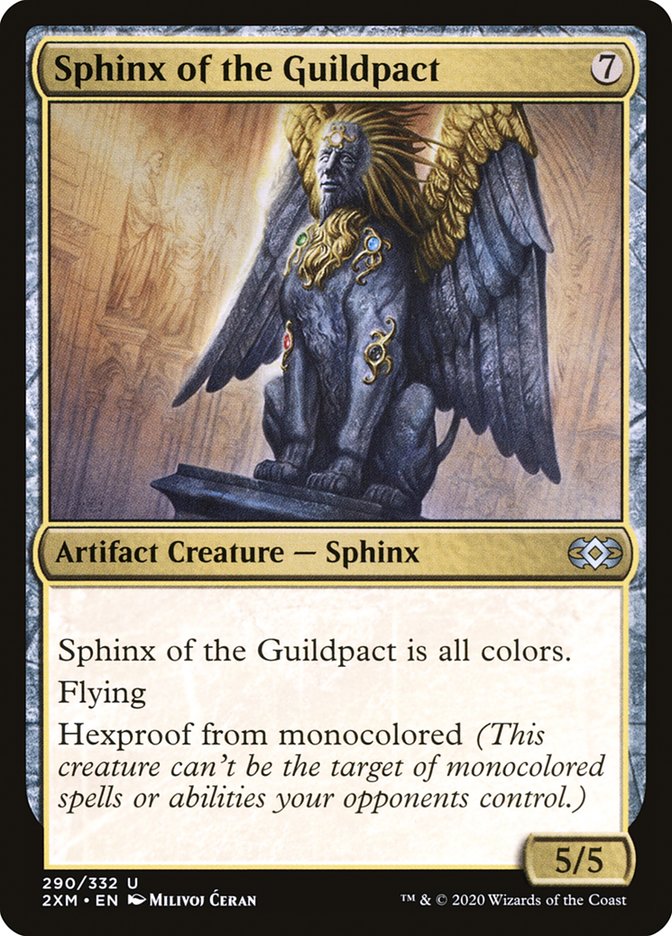 Sphinx of the Guildpact 7
Artifact Creature — Sphinx
Sphinx of the Guildpact is all colors.
Flying
Hexproof from monocolored (This
creature can't be the target of monocolored
spells or abilities your opponents control.)
5/5
290/332 U
2XM • EN Milivoj Ćeran ™ & © 2020 Wizards of the Coast